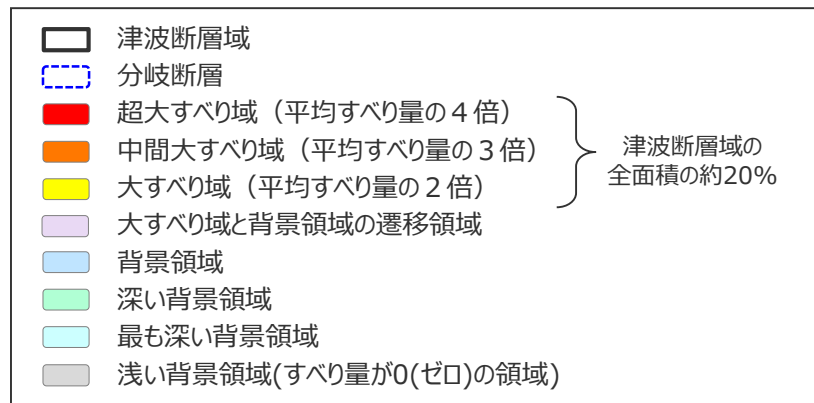 津波断層域
分岐断層
超大すべり域（平均すべり量の４倍）
中間大すべり域（平均すべり量の３倍）
大すべり域（平均すべり量の２倍）
津波断層域の
全面積の約20%
大すべり域と背景領域の遷移領域
背景領域
深い背景領域
最も深い背景領域
浅い背景領域(すべり量が0(ゼロ)の領域)